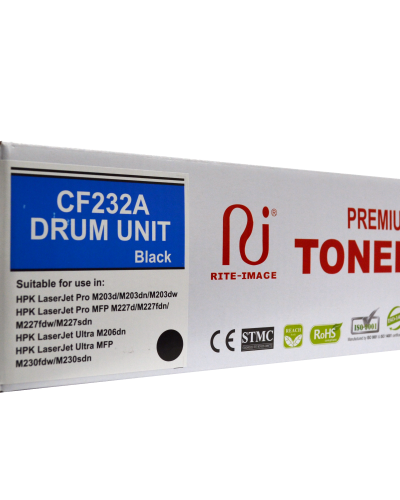 CF232A
DRUM UNIT
Black
Suitable for use in:
HPK LaserJet Pro M203d/M203dn/M203dw
HPK LaserJet Pro MFP M227d/M227fdn/
M227fdw/M227sdn
HPK LaserJet Ultra M206dn
HPK LaserJet Ultra MFP
M230fdw/M230sdn
Ri®
RITE-IMAGE
PREMIU
TONE
CE
STMC
REACH
RoHS